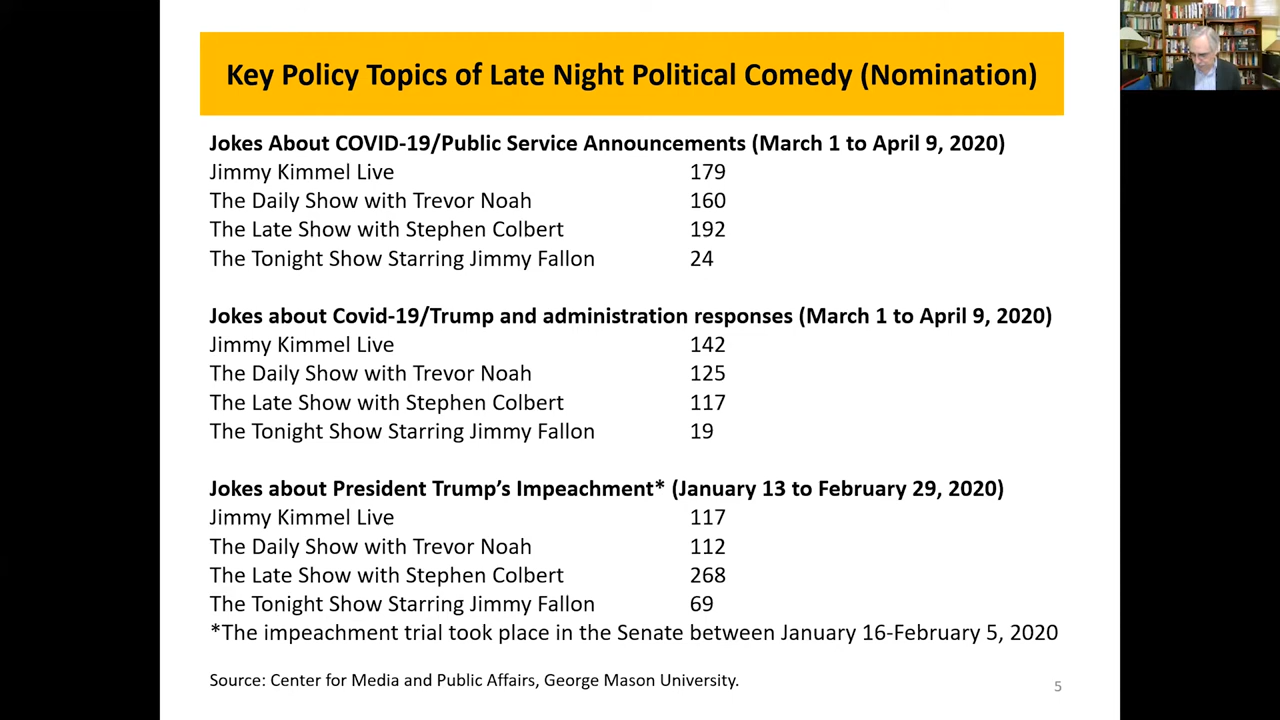 Key Policy Topics of Late Night Political Comedy (Nomination)
Jokes About COVID-19/Public Service Announcements (March 1 to April 9, 2020)
Jimmy Kimmel Live 179
The Daily Show with Trevor Noah 160
The Late Show with Stephen Colbert 192
The Tonight Show Starring Jimmy Fallon 24
Jokes about Covid-19/Trump and administration responses (March 1 to April 9, 2020)
Jimmy Kimmel Live 142
The Daily Show with Trevor Noah 125
The Late Show with Stephen Colbert 117
The Tonight Show Starring Jimmy Fallon 19
Jokes about President Trump’s Impeachment* (January 13 to February 29, 2020)
Jimmy Kimmel Live 117
The Daily Show with Trevor Noah 112
The Late Show with Stephen Colbert 268
The Tonight Show Starring Jimmy Fallon 69
*The impeachment trial took place in the Senate between January 16-February 5, 2020
Source: Center for Media and Public Affairs, George Mason University.
5